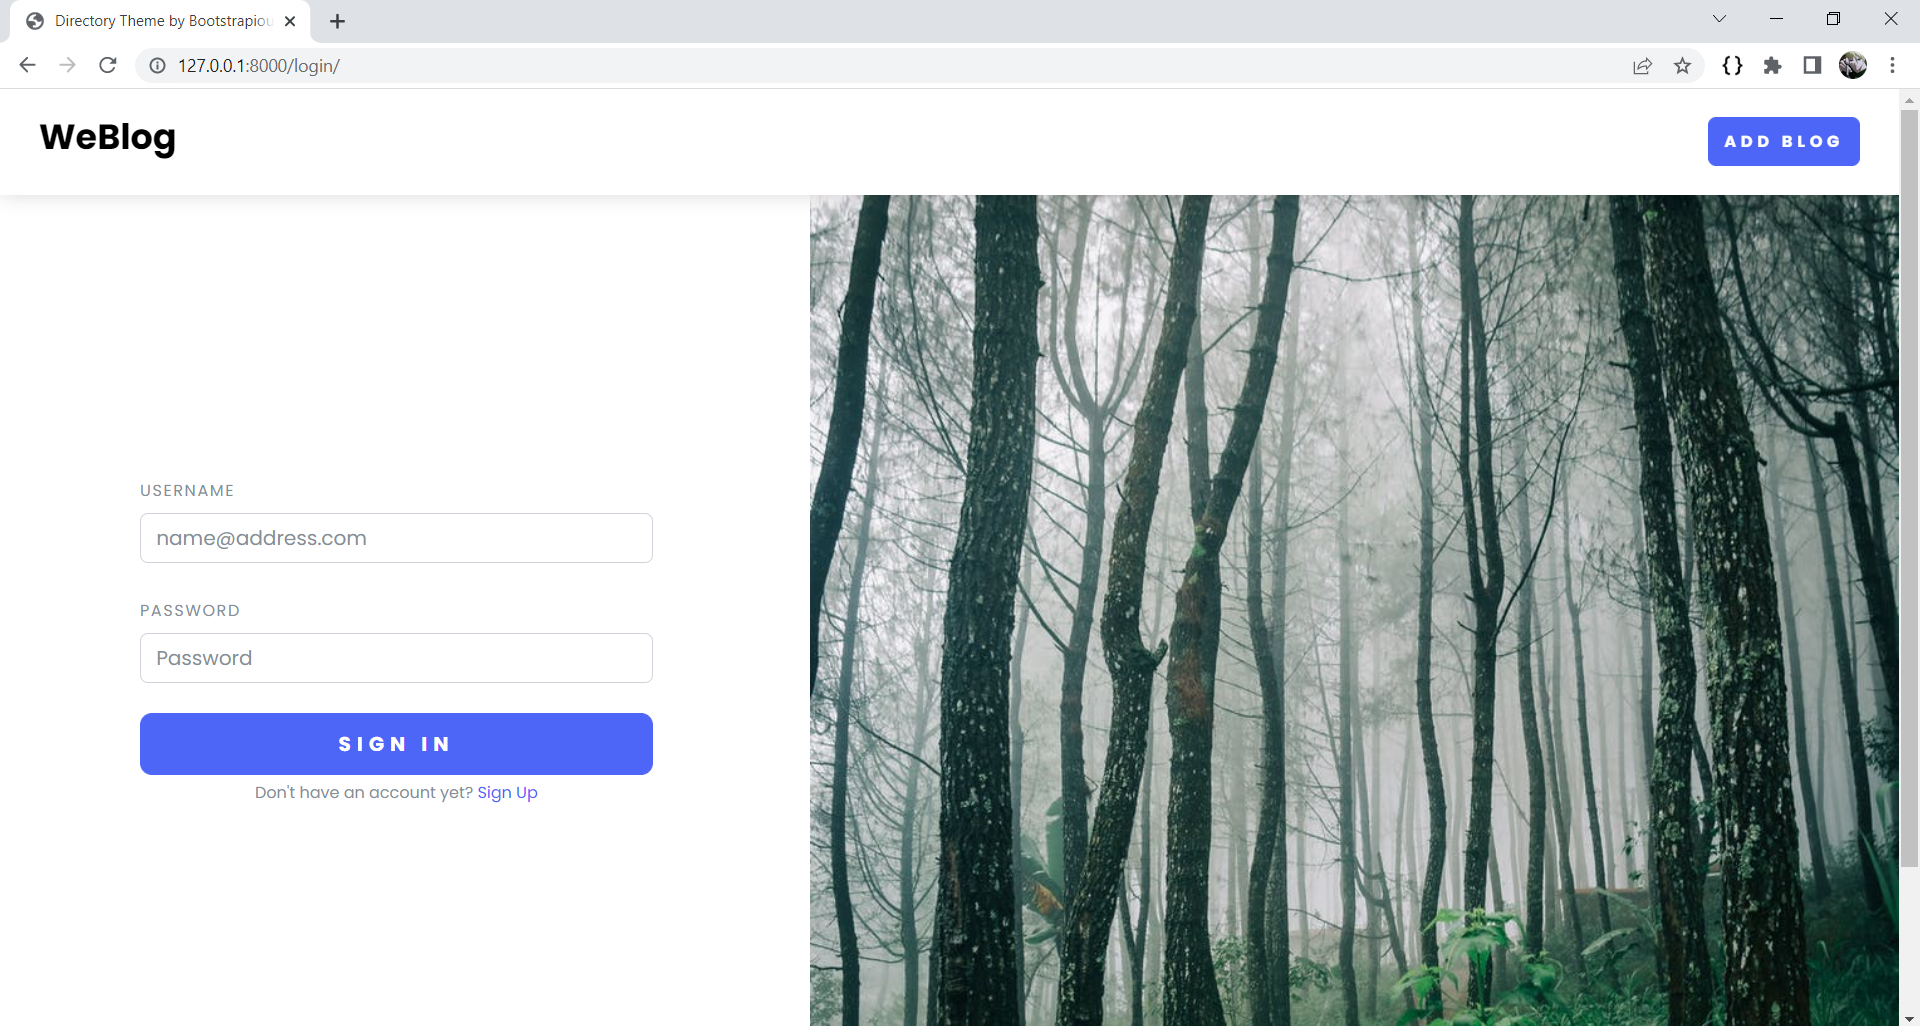 Directory Theme by Bootstrapiou
127.0.0.1:8000/login/
WeBlog
ADD BLOG
USERNAME
name@address.com
PASSWORD
Password
SIGN IN
Don't have an account yet? Sign Up